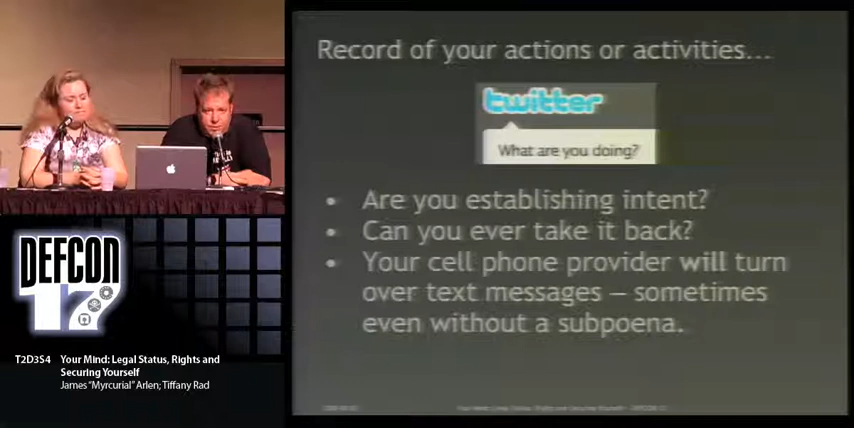 Record of your actions or activities...
twitter
What are you doing?
• Are you establishing intent?
• Can you ever take it back?
• Your cell phone provider will turn
over text messages – sometimes
even without a subpoena.
DEFCON
17
T2D3S4 Your Mind: Legal Status, Rights and
Securing Yourself
James "Myrcurial" Arlen; Tiffany Rad